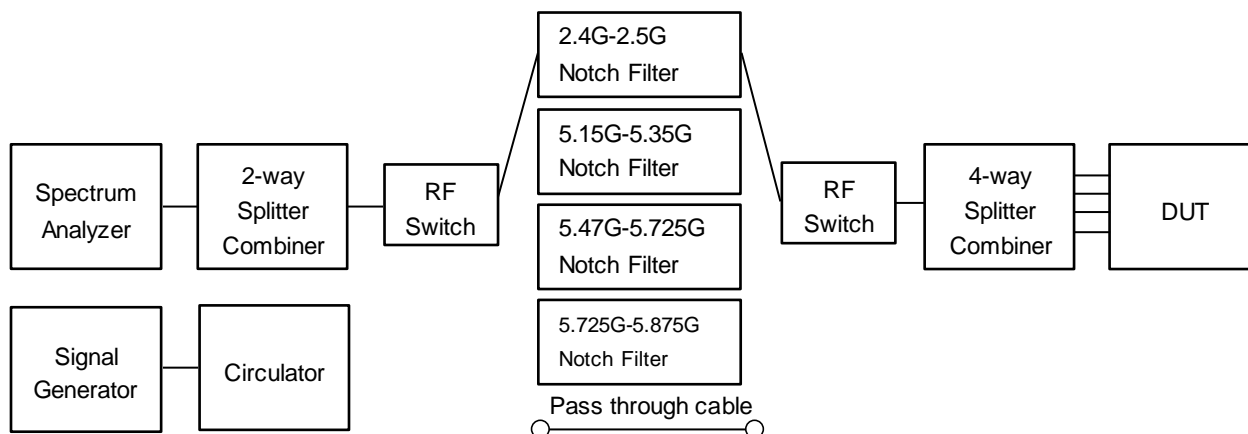 2.4G-2.5G
Notch Filter
5.15G-5.35G
Notch Filter
5.47G-5.725G
Notch Filter
5.725G-5.875G
Notch Filter
Pass through cable
Spectrum
Analyzer
2-way
Splitter
Combiner
RF
Switch
RF
Switch
4-way
Splitter
Combiner
DUT
Signal
Generator
Circulator